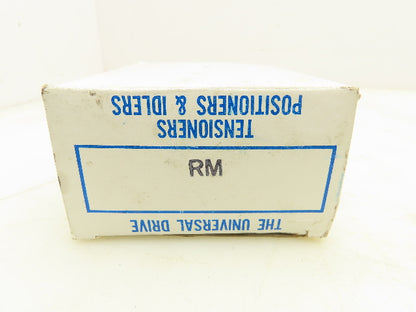 THE UNIVERSAL DRIVE
RM
TENSIONERS
POSITIONERS & IDLERS